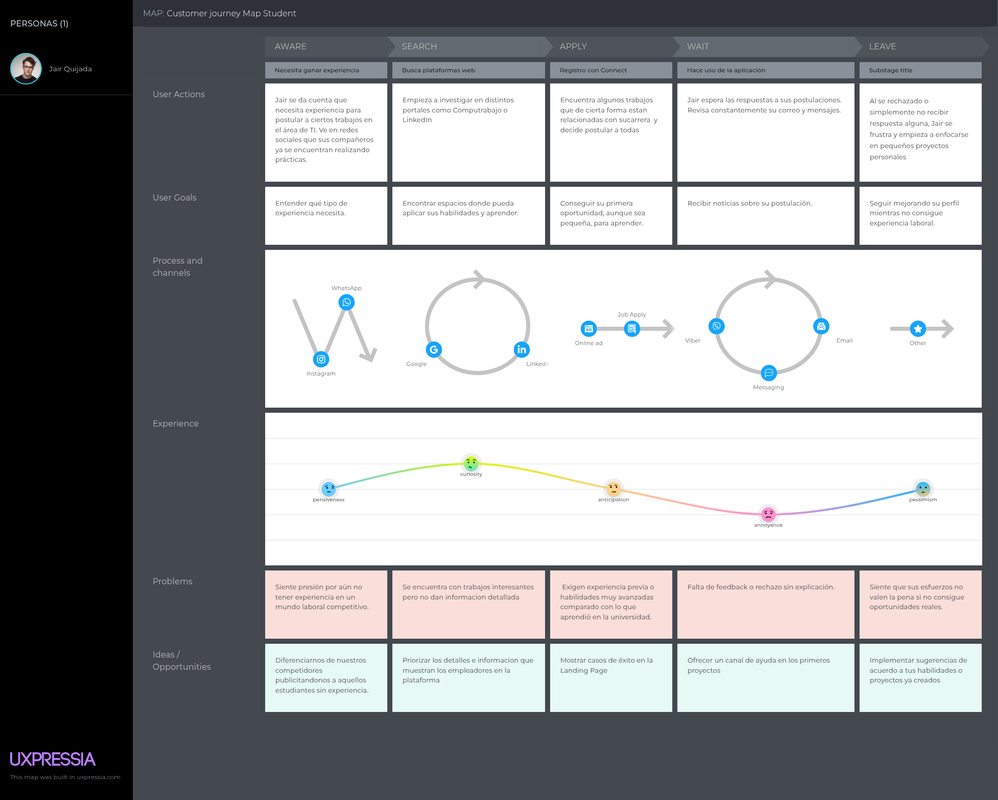 PERSONAS (1)
Jair Quijada
MAP: Customer journey Map Student
AWARE
SEARCH
APPLY
WAIT
LEAVE
Necesita ganar experiencia
Busca plataformas web
Registro con Connect
Hace uso de la aplicación
Substage title
User Actions
Jair se da cuenta que
necesita experiencia para
postular a ciertos trabajos en
el área de TI. Ve en redes
sociales que sus compañeros
ya se encuentran realizando
prácticas.
Empieza a investigar en distintos
portales como Computrabajo o
LinkedIn
Encuentra algunos trabajos
que de cierta forma estan
relacionadas con sucarrera y
decide postular a todas
Jair espera las respuestas a sus postulaciones.
Revisa constantemente su correo y mensajes.
Al se rechazado o
simplemente no recibir
respuesta alguna, Jair se
frustra y empieza a enfocarse
en pequeños proyectos
personales
User Goals
Entender qué tipo de
experiencia necesita.
Encontrar espacios donde pueda
aplicar sus habilidades y aprender.
Conseguir su primera
oportunidad, aunque sea
pequeña, para aprender.
Recibir noticias sobre su postulación.
Seguir mejorando su perfil
mientras no consigue
experiencia laboral.
Process and
channels
WhatsApp
Instagram
Google
LinkedI
Online ad
Job Apply
Viber
Email
Messaging
Other
Experience
pensiveness
curiosity
anticipation
annoyance
pessimism
Problems
Siente presión por aún no
tener experiencia en un
mundo laboral competitivo.
Se encuentra con trabajos interesantes
pero no dan informacion detallada
Exigen experiencia previa o
habilidades muy avanzadas
comparado con lo que
aprendió en la universidad.
Falta de feedback o rechazo sin explicación.
Siente que sus esfuerzos no
valen la pena si no consigue
oportunidades reales.
Ideas /
Opportunities
Diferenciarnos de nuestros
competidores
publicitandonos a aquellos
estudiantes sin experiencia.
Priorizar los detalles e informacion que
muestran los empleadores en la
plataforma
Mostrar casos de éxito en la
Landing Page
Ofrecer un canal de ayuda en los primeros
proyectos
Implementar sugerencias de
acuerdo a tus habilidades o
proyectos ya creados
UXPRESSIA
This map was built in uxpressia.com